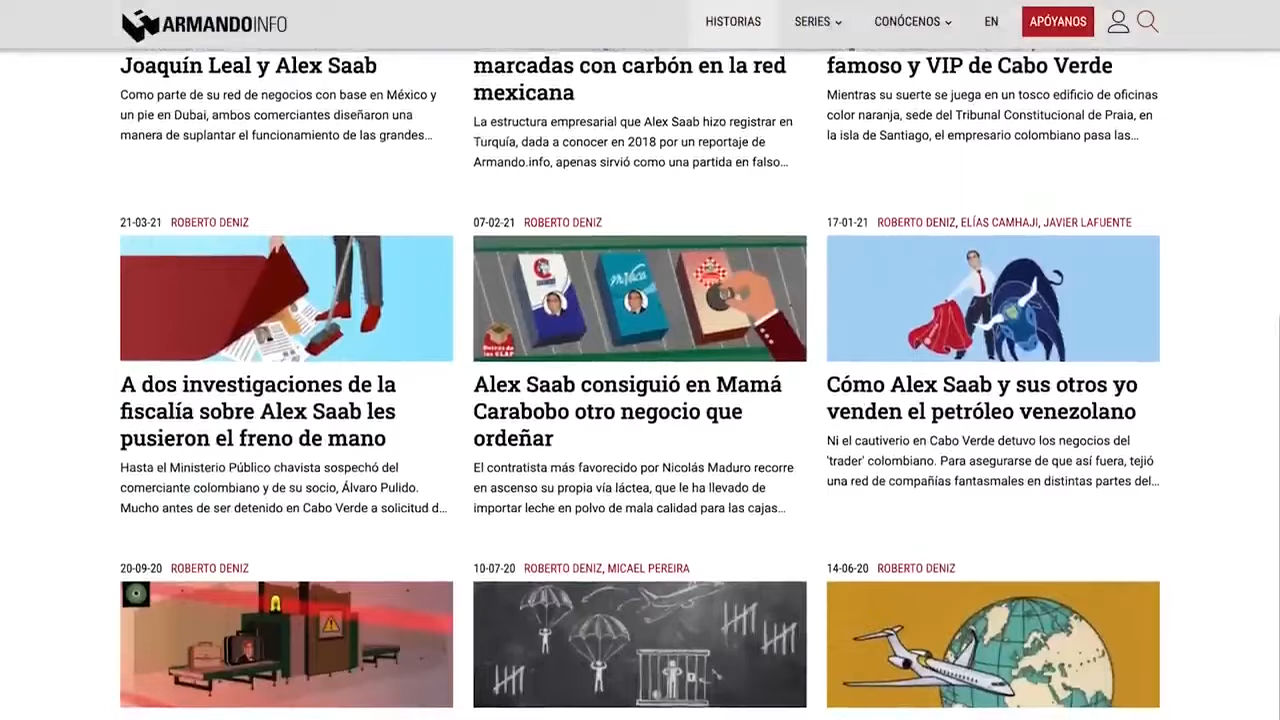 ARMANDOINFO
HISTORIAS
SERIES
CONÓCENOS
EN
APÓYANOS
Joaquín Leal y Alex Saab
Como parte de su red de negocios con base en México y
un pie en Dubai, ambos comerciantes diseñaron una
manera de suplantar el funcionamiento de las grandes...
marcadas con carbón en la red
mexicana
La estructura empresarial que Alex Saab hizo registrar en
Turquía, dada a conocer en 2018 por un reportaje de
Armando.info, apenas sirvió como una partida en falso...
famoso y VIP de Cabo Verde
Mientras su suerte se juega en un tosco edificio de oficinas
color naranja, sede del Tribunal Constitucional de Praia, en
la isla de Santiago, el empresario colombiano pasa las...
21-03-21 ROBERTO DENIZ
A dos investigaciones de la
fiscalía sobre Alex Saab les
pusieron el freno de mano
Hasta el Ministerio Público chavista sospechó del
comerciante colombiano y de su socio, Álvaro Pulido.
Mucho antes de ser detenido en Cabo Verde a solicitud d...
07-02-21 ROBERTO DENIZ
Alex Saab consiguió en Mamá
Carabobo otro negocio que
ordeñar
El contratista más favorecido por Nicolás Maduro recorre
en ascenso su propia vía láctea, que le ha llevado de
importar leche en polvo de mala calidad para las cajas...
17-01-21 ROBERTO DENIZ, ELÍAS CAMHAJI, JAVIER LAFUENTE
Cómo Alex Saab y sus otros yo
venden el petróleo venezolano
Ni el cautiverio en Cabo Verde detuvo los negocios del
'trader' colombiano. Para asegurarse de que así fuera, tejió
una red de compañías fantasmales en distintas partes del...
20-09-20 ROBERTO DENIZ
10-07-20 ROBERTO DENIZ, MICAEL PEREIRA
14-06-20 ROBERTO DENIZ